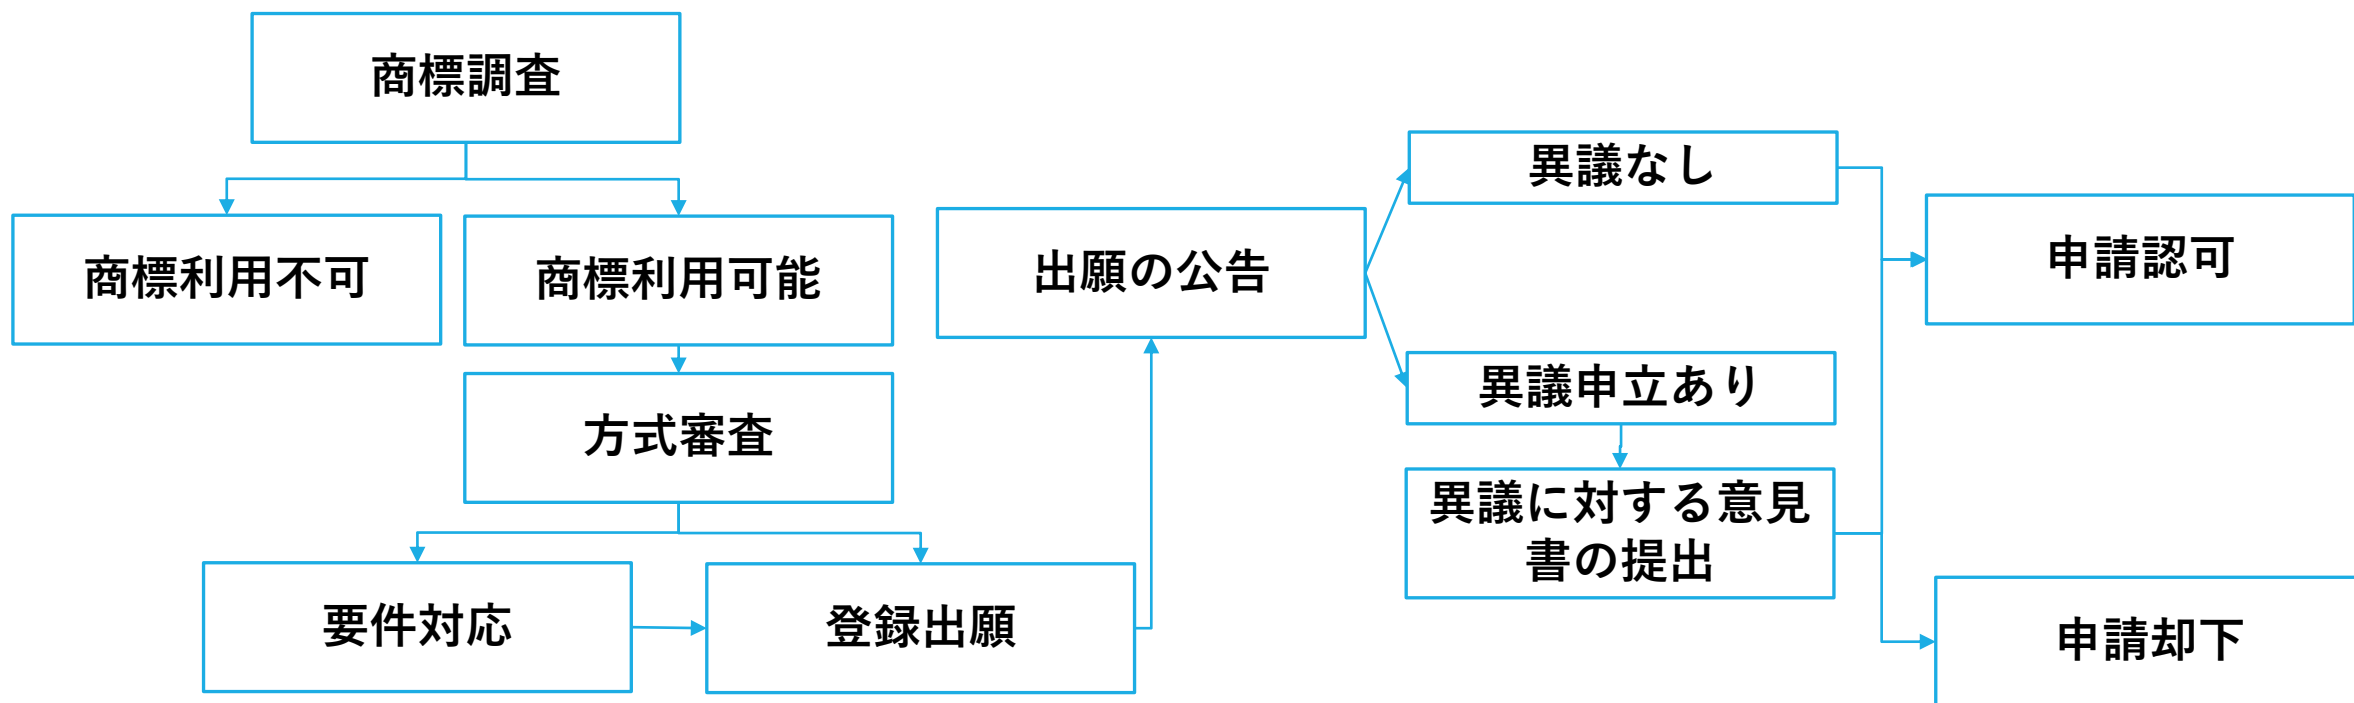 商標調査
商標利用不可
商標利用可能
方式審査
要件対応
登録出願
出願の公告
異議なし
異議申立あり
異議に対する意見
書の提出
申請認可
申請却下